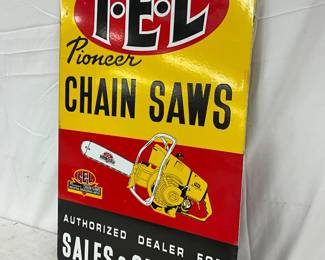 I·E·L
Pioneer
CHAIN SAWS
I·E·L
AUTHORIZED DEALER FOR
SALES &